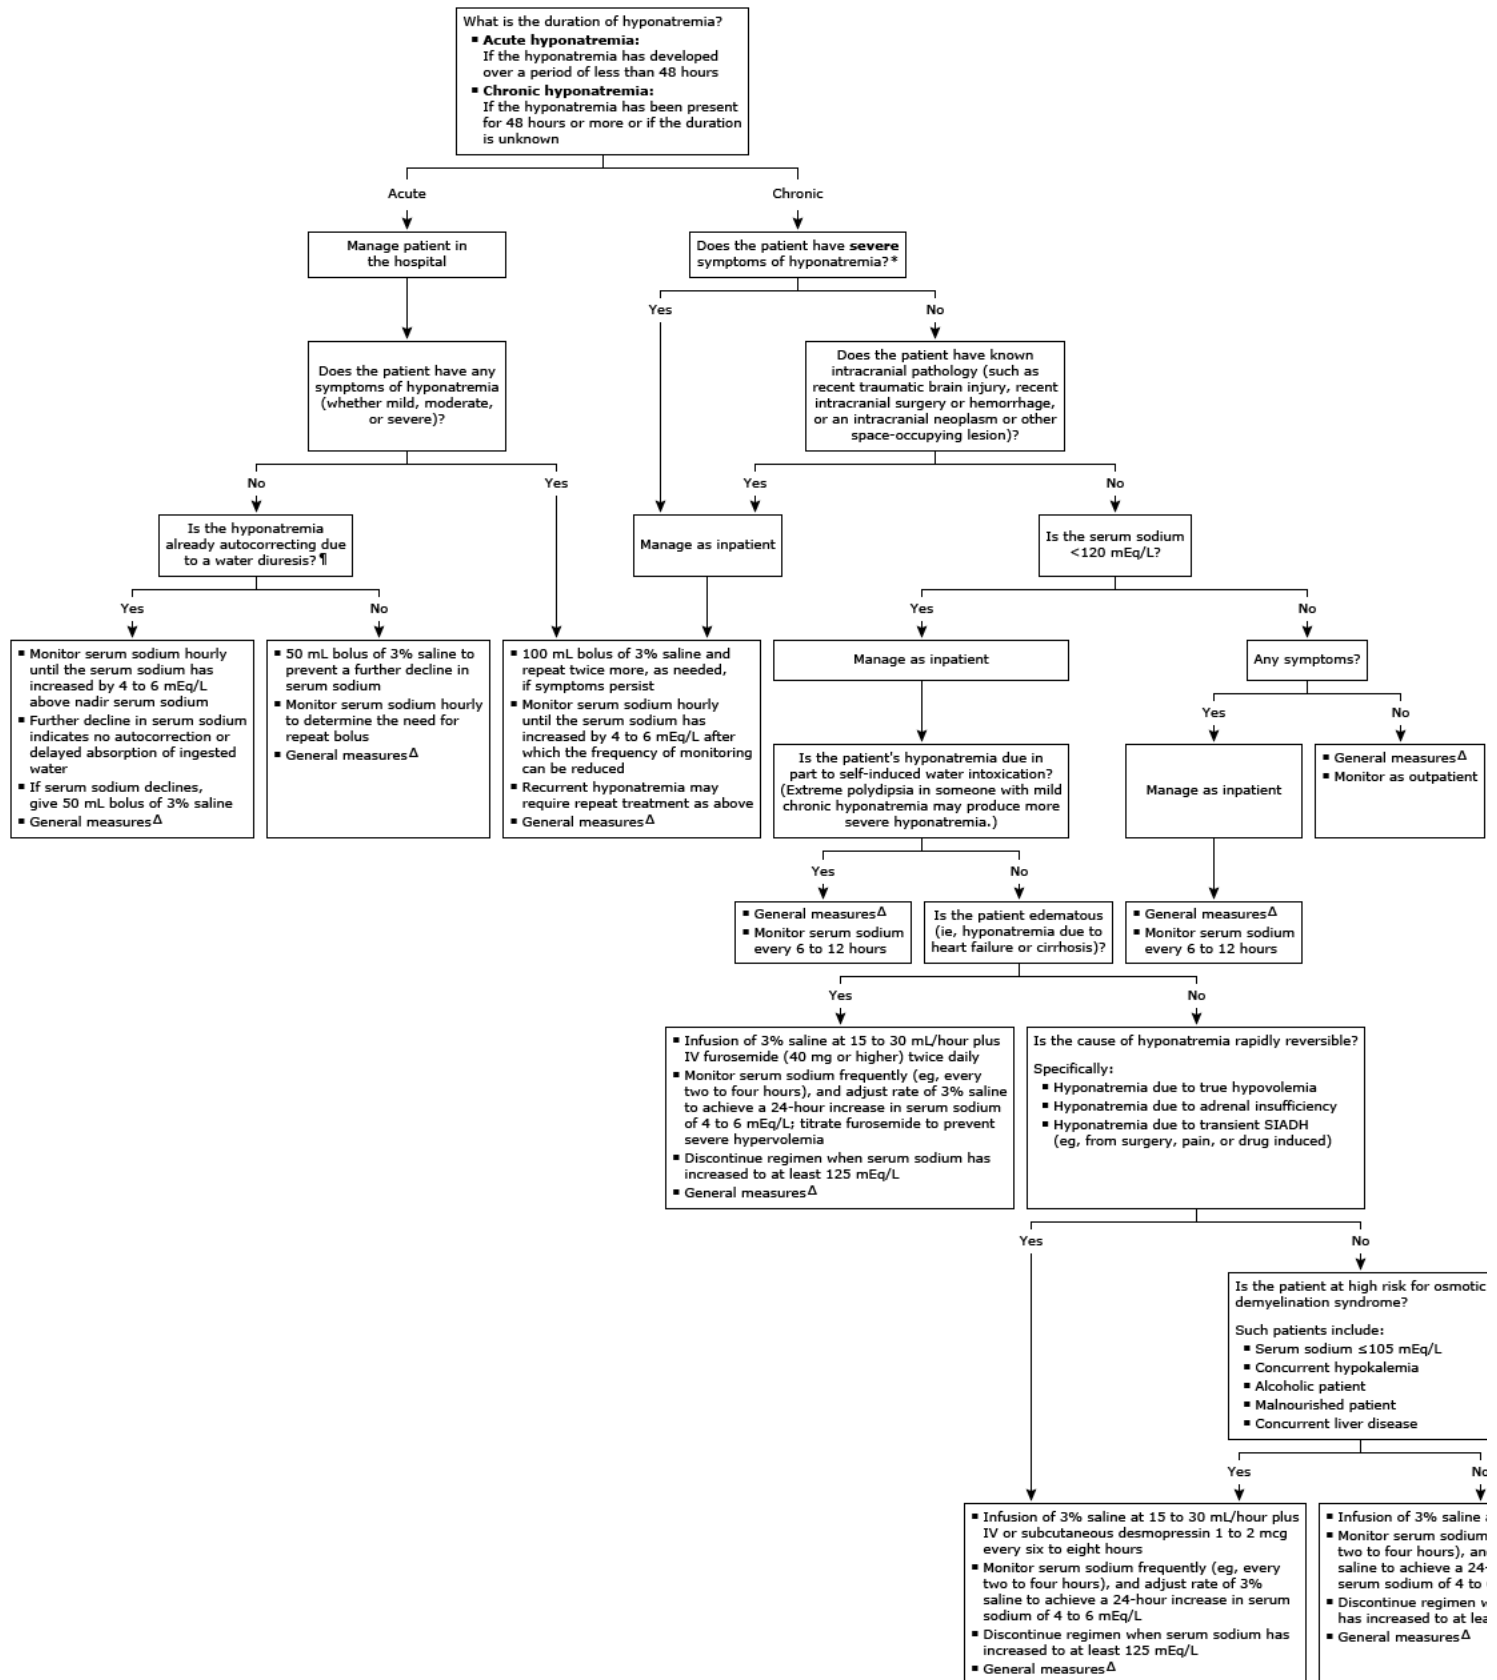 What is the duration of hyponatremia?
▪ Acute hyponatremia:
If the hyponatremia has developed
over a period of less than 48 hours
▪ Chronic hyponatremia:
If the hyponatremia has been present
for 48 hours or more or if the duration
is unknown
Acute
Chronic
Manage patient in
the hospital
Does the patient have severe
symptoms of hyponatremia?*
Yes
No
Does the patient have any
symptoms of hyponatremia
(whether mild, moderate,
or severe)?
Does the patient have known
intracranial pathology (such as
recent traumatic brain injury, recent
intracranial surgery or hemorrhage,
or an intracranial neoplasm or other
space-occupying lesion)?
No
Yes
Yes
No
Is the hyponatremia
already autocorrecting due
to a water diuresis?¶
Manage as inpatient
Is the serum sodium
<120 mEq/L?
Yes
No
Yes
No
▪ Monitor serum sodium hourly
until the serum sodium has
increased by 4 to 6 mEq/L
above nadir serum sodium
▪ Further decline in serum sodium
indicates no autocorrection or
delayed absorption of ingested
water
▪ If serum sodium declines,
give 50 mL bolus of 3% saline
▪ General measuresΔ
▪ 50 mL bolus of 3% saline to
prevent a further decline in
serum sodium
▪ Monitor serum sodium hourly
to determine the need for
repeat bolus
▪ General measuresΔ
▪ 100 mL bolus of 3% saline and
repeat twice more, as needed,
if symptoms persist
▪ Monitor serum sodium hourly
until the serum sodium has
increased by 4 to 6 mEq/L after
which the frequency of monitoring
can be reduced
▪ Recurrent hyponatremia may
require repeat treatment as above
▪ General measuresΔ
Manage as inpatient
Any symptoms?
Yes
No
Is the patient's hyponatremia due in
part to self-induced water intoxication?
(Extreme polydipsia in someone with mild
chronic hyponatremia may produce more
severe hyponatremia.)
Manage as inpatient
▪ General measuresΔ
▪ Monitor as outpatient
Yes
No
▪ General measuresΔ
▪ Monitor serum sodium
every 6 to 12 hours
Is the patient edematous
(ie, hyponatremia due to
heart failure or cirrhosis)?
▪ General measuresΔ
▪ Monitor serum sodium
every 6 to 12 hours
Yes
No
▪ Infusion of 3% saline at 15 to 30 mL/hour plus
IV furosemide (40 mg or higher) twice daily
▪ Monitor serum sodium frequently (eg, every
two to four hours), and adjust rate of 3% saline
to achieve a 24-hour increase in serum sodium
of 4 to 6 mEq/L; titrate furosemide to prevent
severe hypervolemia
▪ Discontinue regimen when serum sodium has
increased to at least 125 mEq/L
▪ General measuresΔ
Is the cause of hyponatremia rapidly reversible?
Specifically:
▪ Hyponatremia due to true hypovolemia
▪ Hyponatremia due to adrenal insufficiency
▪ Hyponatremia due to transient SIADH
(eg, from surgery, pain, or drug induced)
Yes
No
Is the patient at high risk for osmotic
demyelination syndrome?
Such patients include:
▪ Serum sodium ≤105 mEq/L
▪ Concurrent hypokalemia
▪ Alcoholic patient
▪ Malnourished patient
▪ Concurrent liver disease
Yes
No
▪ Infusion of 3% saline at 15 to 30 mL/hour plus
IV or subcutaneous desmopressin 1 to 2 mcg
every six to eight hours
▪ Monitor serum sodium frequently (eg, every
two to four hours), and adjust rate of 3%
saline to achieve a 24-hour increase in serum
sodium of 4 to 6 mEq/L
▪ Discontinue regimen when serum sodium has
increased to at least 125 mEq/L
▪ General measuresΔ
▪ Infusion of 3% saline
▪ Monitor serum sodium
two to four hours),
saline to achieve a
serum sodium of 4 to
▪ Discontinue regimen
has increased to at
▪ General measuresΔ